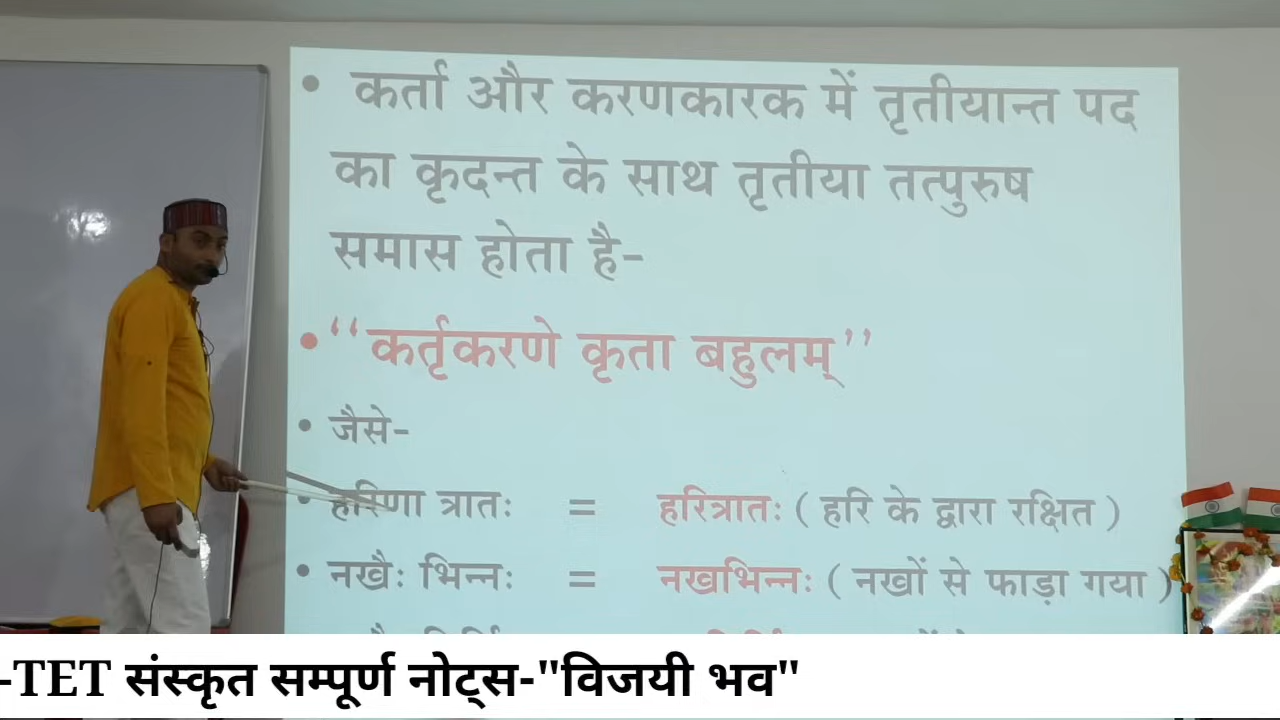 • कर्ता और करणकारक में तृतीयान्त पद
का कृदन्त के साथ तृतीया तत्पुरुष
समास होता है-
• “कर्तृकरणे कृता बहुलम्”
• जैसे-
• हरिणा त्रातः = हरित्रातः ( हरि के द्वारा रक्षित )
• नखैः भिन्नः = नखभिन्नः ( नखों से फाड़ा गया )
-TET संस्कृत सम्पूर्ण नोट्स-"विजयी भव"